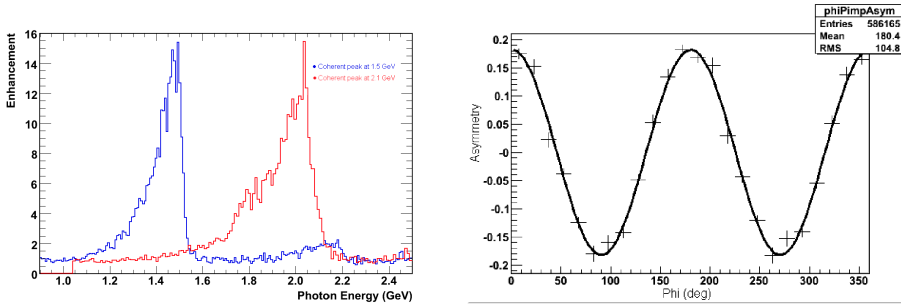 16
14
12
10
8
6
4
2
0
Enhancement
Coherent peak at 1.5 GeV
Coherent peak at 2.1 GeV
1.0 1.2 1.4 1.6 1.8 2.0 2.2 2.4
Photon Energy (GeV)
phiPimpAsym
Entries 586165
Mean 180.4
RMS 104.8
0.2
0.15
0.1
0.05
-0
-0.05
-0.1
-0.15
-0.2
Asymmetry
0 50 100 150 200 250 300 350
Phi (deg)